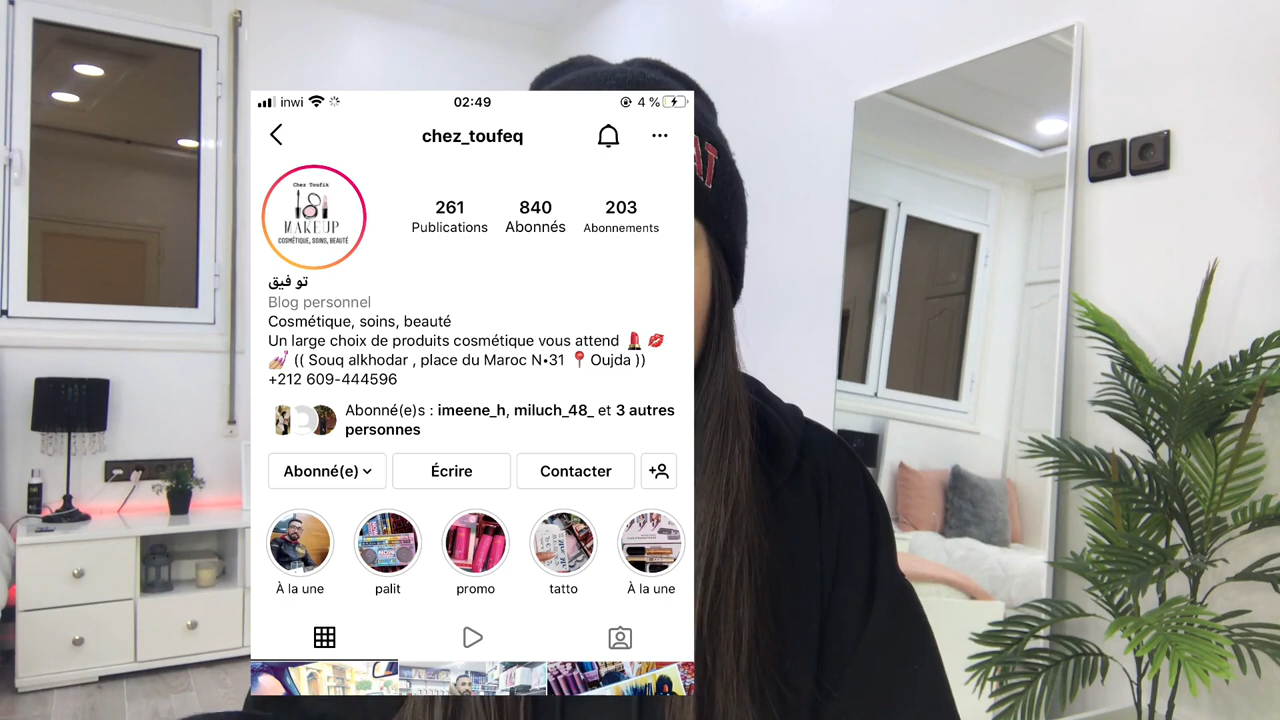 inwi 02:49 4 %
chez_toufeq
Chez Toufik
MAKEUP
COSMÉTIQUE, SOINS, BEAUTÉ
261 840 203
Publications Abonnés Abonnements
تو فيق
Blog personnel
Cosmétique, soins, beauté
Un large choix de produits cosmétique vous attend 💄 💋
💅 (( Souq alkhodar , place du Maroc N•31 📍 Oujda ))
+212 609-444596
Abonné(e)s : imeene_h, miluch_48_ et 3 autres
personnes
Abonné(e) Écrire Contacter
À la une palit promo tatto À la une